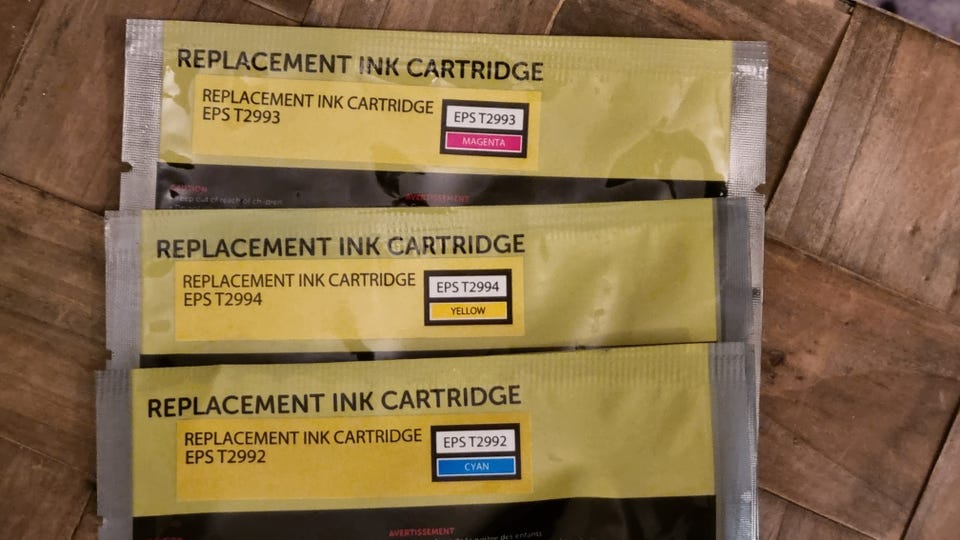 REPLACEMENT INK CARTRIDGE
REPLACEMENT INK CARTRIDGE
EPS T2993
EPS T2993
MAGENTA
CAUTION
Keep out of reach of children
AVERTISSEMENT
REPLACEMENT INK CARTRIDGE
REPLACEMENT INK CARTRIDGE
EPS T2994
EPS T2994
YELLOW
REPLACEMENT INK CARTRIDGE
REPLACEMENT INK CARTRIDGE
EPS T2992
EPS T2992
CYAN
AVERTISSEMENT
des enfants